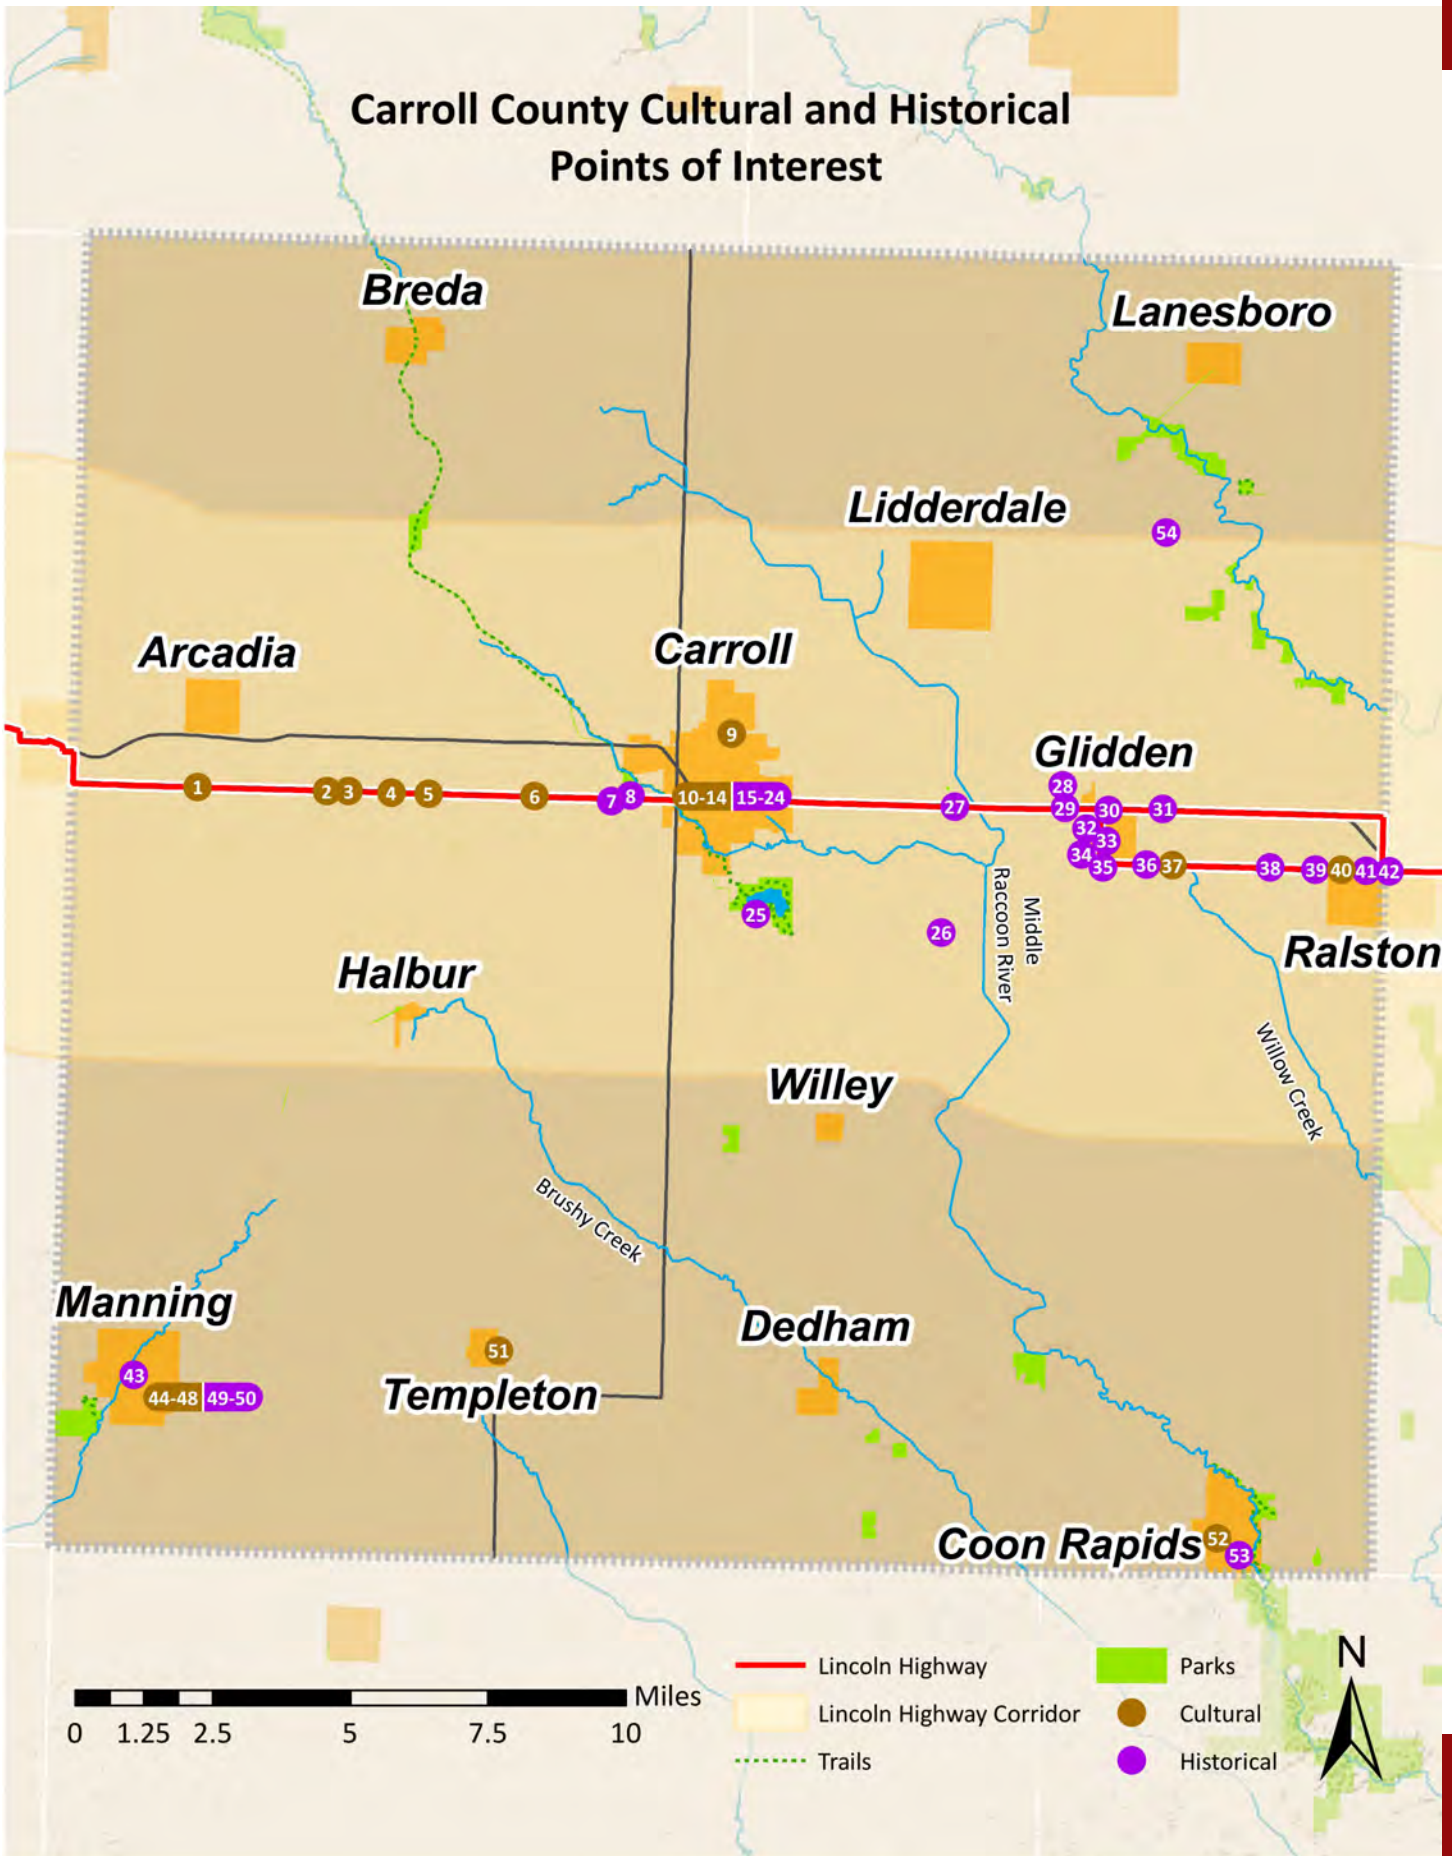 Carroll County Cultural and Historical
Points of Interest
Breda
Lanesboro
Lidderdale
54
Arcadia
Carroll
9
Glidden
1
2
3
4
5
6
7
8
10-14
15-24
27
28
29
30
31
32
33
34
35
36
37
38
39
40
41
42
25
26
Middle
Raccoon River
Ralston
Halbur
Willow Creek
Willey
Brushy Creek
Manning
43
44-48
49-50
51
Templeton
Dedham
Coon Rapids
52
53
Miles
0
1.25
2.5
5
7.5
10
Lincoln Highway
Lincoln Highway Corridor
Trails
Parks
Cultural
Historical
N